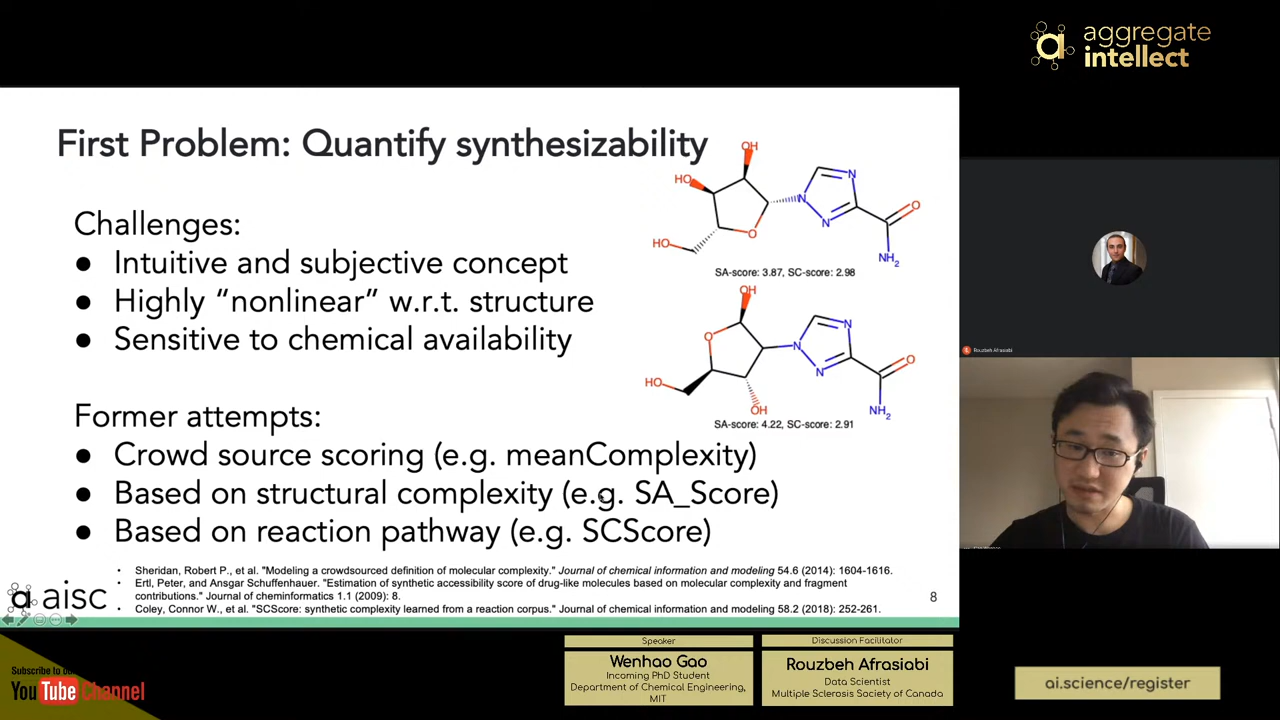 aggregate
intellect
First Problem: Quantify synthesizability
Challenges:
● Intuitive and subjective concept
● Highly “nonlinear” w.r.t. structure
● Sensitive to chemical availability
Former attempts:
● Crowd source scoring (e.g. meanComplexity)
● Based on structural complexity (e.g. SA_Score)
● Based on reaction pathway (e.g. SCScore)
OH
HO
HO
O
N
N
N
O
NH2
SA-score: 3.87, SC-score: 2.98
OH
O
HO
OH
N
N
N
O
NH2
SA-score: 4.22, SC-score: 2.91
• Sheridan, Robert P., et al. "Modeling a crowdsourced definition of molecular complexity." Journal of chemical information and modeling 54.6 (2014): 1604-1616.
• Ertl, Peter, and Ansgar Schuffenhauer. "Estimation of synthetic accessibility score of drug-like molecules based on molecular complexity and fragment
contributions." Journal of cheminformatics 1.1 (2009): 8.
• Coley, Connor W., et al. "SCScore: synthetic complexity learned from a reaction corpus." Journal of chemical information and modeling 58.2 (2018): 252-261.
aisc
8
Rouzbeh Afrasiabi
Subscribe to
YouTube Channel
Speaker
Wenhao Gao
Incoming PhD Student
Department of Chemical Engineering,
MIT
Discussion Facilitator
Rouzbeh Afrasiabi
Data Scientist
Multiple Sclerosis Society of Canada
ai.science/register